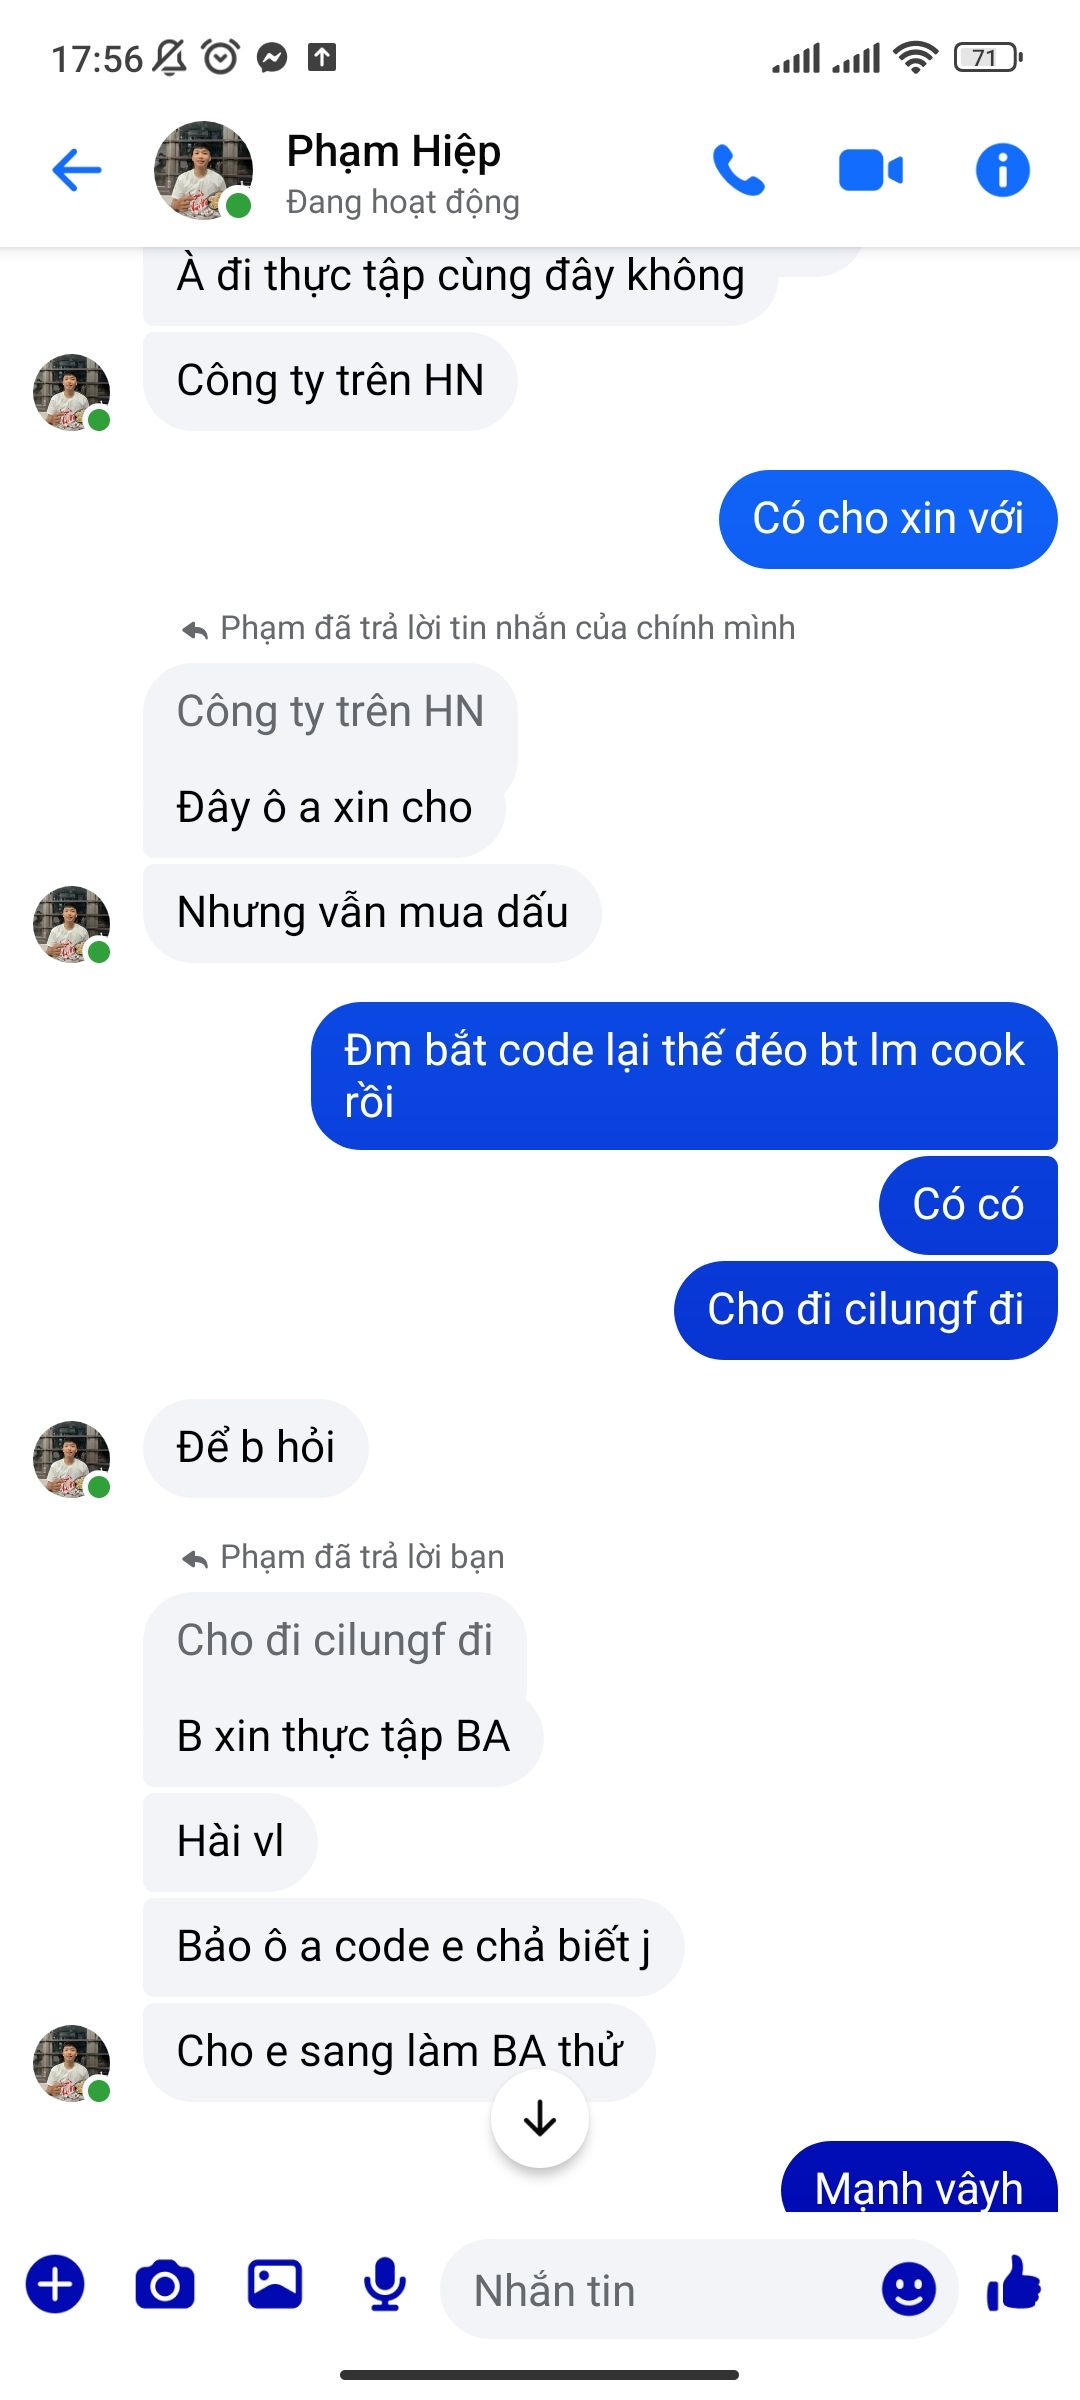 17:56
71
Phạm Hiệp
Đang hoạt động
À đi thực tập cùng đây không
Công ty trên HN
Có cho xin với
Phạm đã trả lời tin nhắn của chính mình
Công ty trên HN
Đây ô a xin cho
Nhưng vẫn mua dấu
Đm bắt code lại thế đéo bt lm cook
rồi
Có có
Cho đi cilungf đi
Để b hỏi
Phạm đã trả lời bạn
Cho đi cilungf đi
B xin thực tập BA
Hài vl
Bảo ô a code e chả biết j
Cho e sang làm BA thử
Mạnh vâyh
Nhắn tin